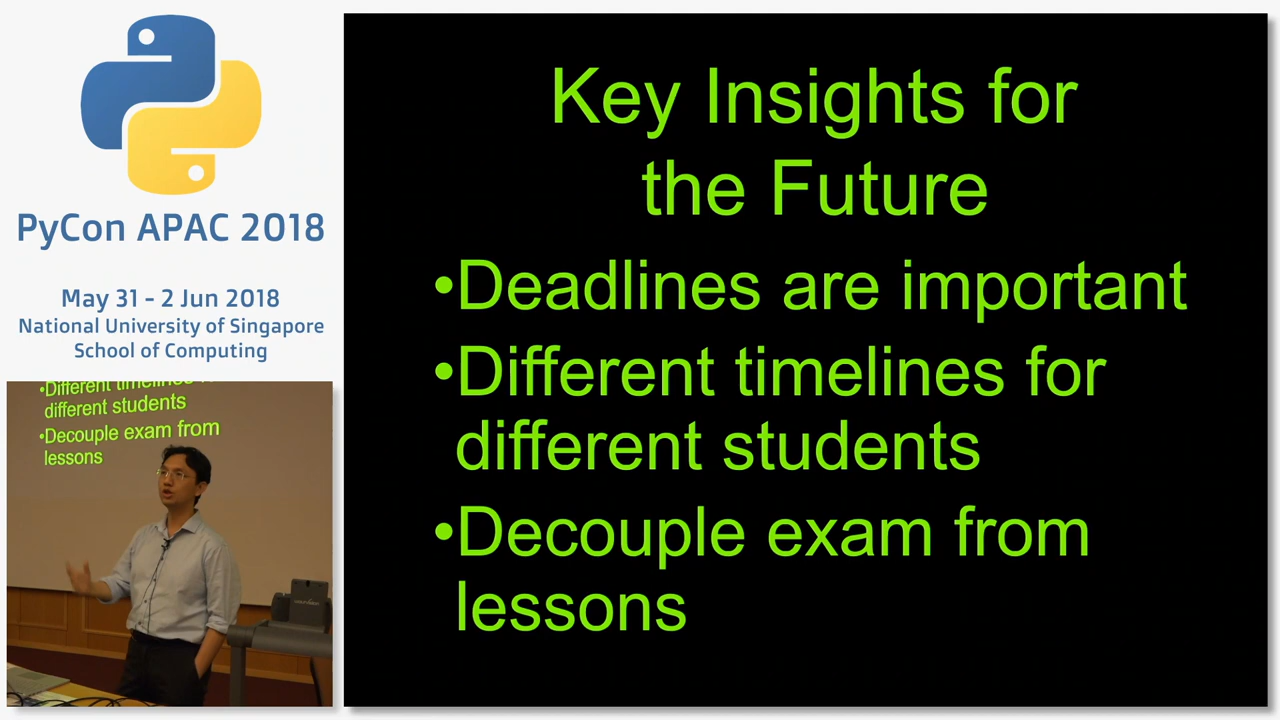 PyCon APAC 2018
May 31 - 2 Jun 2018
National University of Singapore
School of Computing
Key Insights for
the Future
•Deadlines are important
•Different timelines for
different students
•Decouple exam from
lessons
•Different timelines
different students
•Decouple exam from
lessons